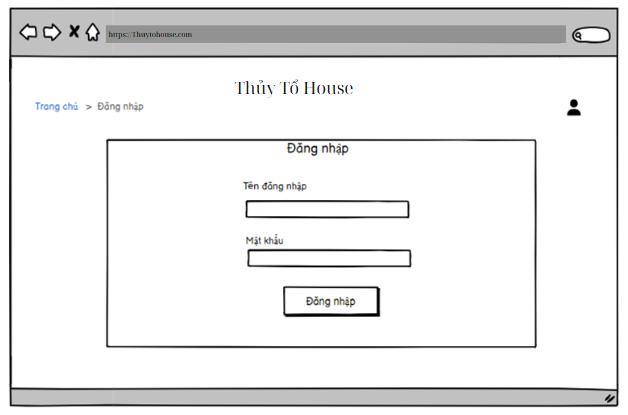 https://Thuytohouse.com
Thủy Tổ House
Trang chủ > Đăng nhập
Đăng nhập
Tên đăng nhập
Mật khẩu
Đăng nhập